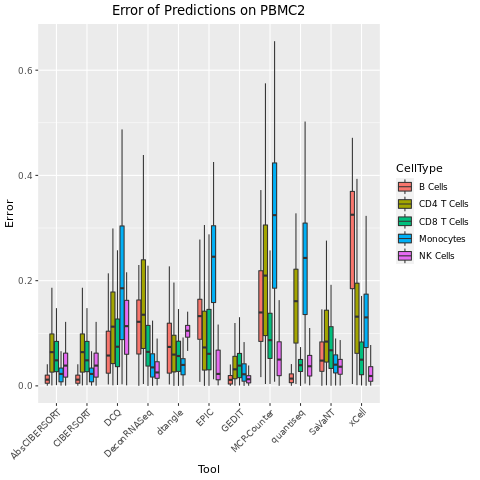 Error of Predictions on PBMC2
0.6
0.4
0.2
0.0
Error
AbsCIBERSORT
CIBERSORT
DCQ
DeconRNASeq
dtangle
EPIC
GEDIT
MCP-Counter
quantiseq
SaVaNT
xCell
Tool
CellType
B Cells
CD4 T Cells
CD8 T Cells
Monocytes
NK Cells